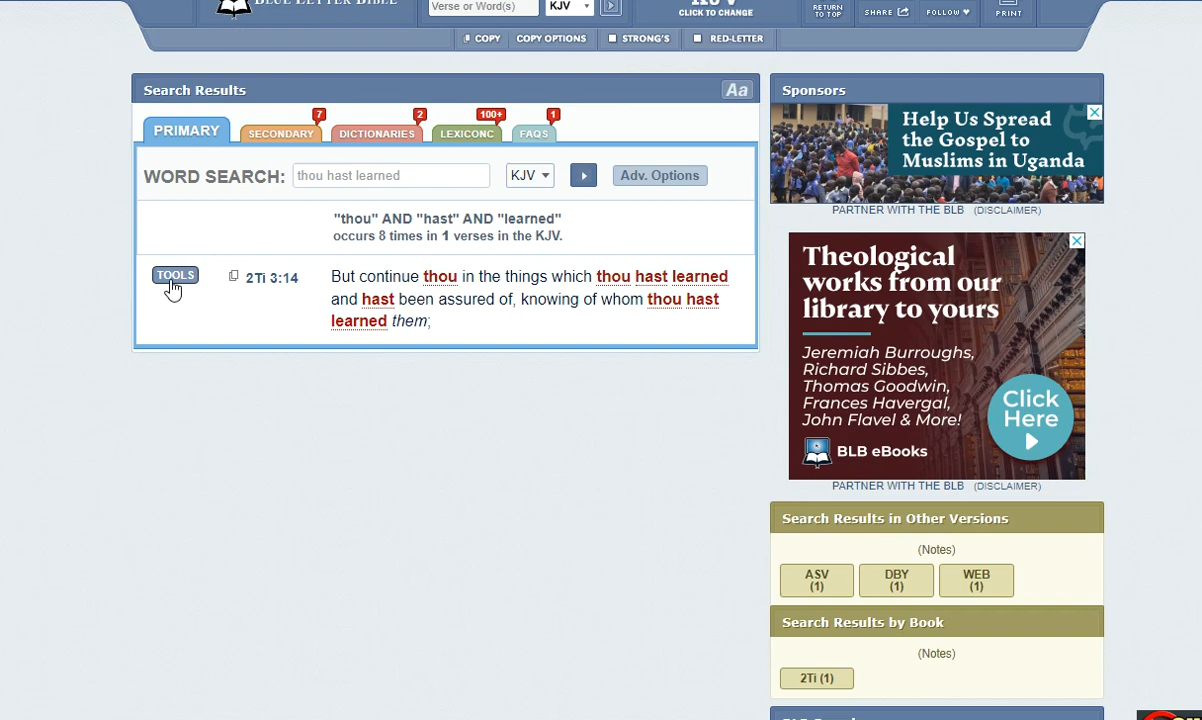 BLUE LETTER BIBLE
Verse or Word(s)
KJV
CLICK TO CHANGE
RETURN
TO TOP
SHARE
FOLLOW
PRINT
COPY
COPY OPTIONS
STRONG'S
RED-LETTER
Search Results
Aa
PRIMARY
SECONDARY
7
DICTIONARIES
2
LEXICONC
100+
FAQS
1
WORD SEARCH:
thou hast learned
KJV
Adv. Options
"thou" AND "hast" AND "learned"
occurs 8 times in 1 verses in the KJV.
TOOLS
2Ti 3:14
But continue thou in the things which thou hast learned
and hast been assured of, knowing of whom thou hast
learned them;
Sponsors
Help Us Spread
the Gospel to
Muslims in Uganda
PARTNER WITH THE BLB (DISCLAIMER)
Theological
works from our
library to yours
Jeremiah Burroughs,
Richard Sibbes,
Thomas Goodwin,
Frances Havergal,
John Flavel & More!
Click
Here
BLB eBooks
PARTNER WITH THE BLB (DISCLAIMER)
Search Results in Other Versions
(Notes)
ASV
(1)
DBY
(1)
WEB
(1)
Search Results by Book
(Notes)
2Ti (1)